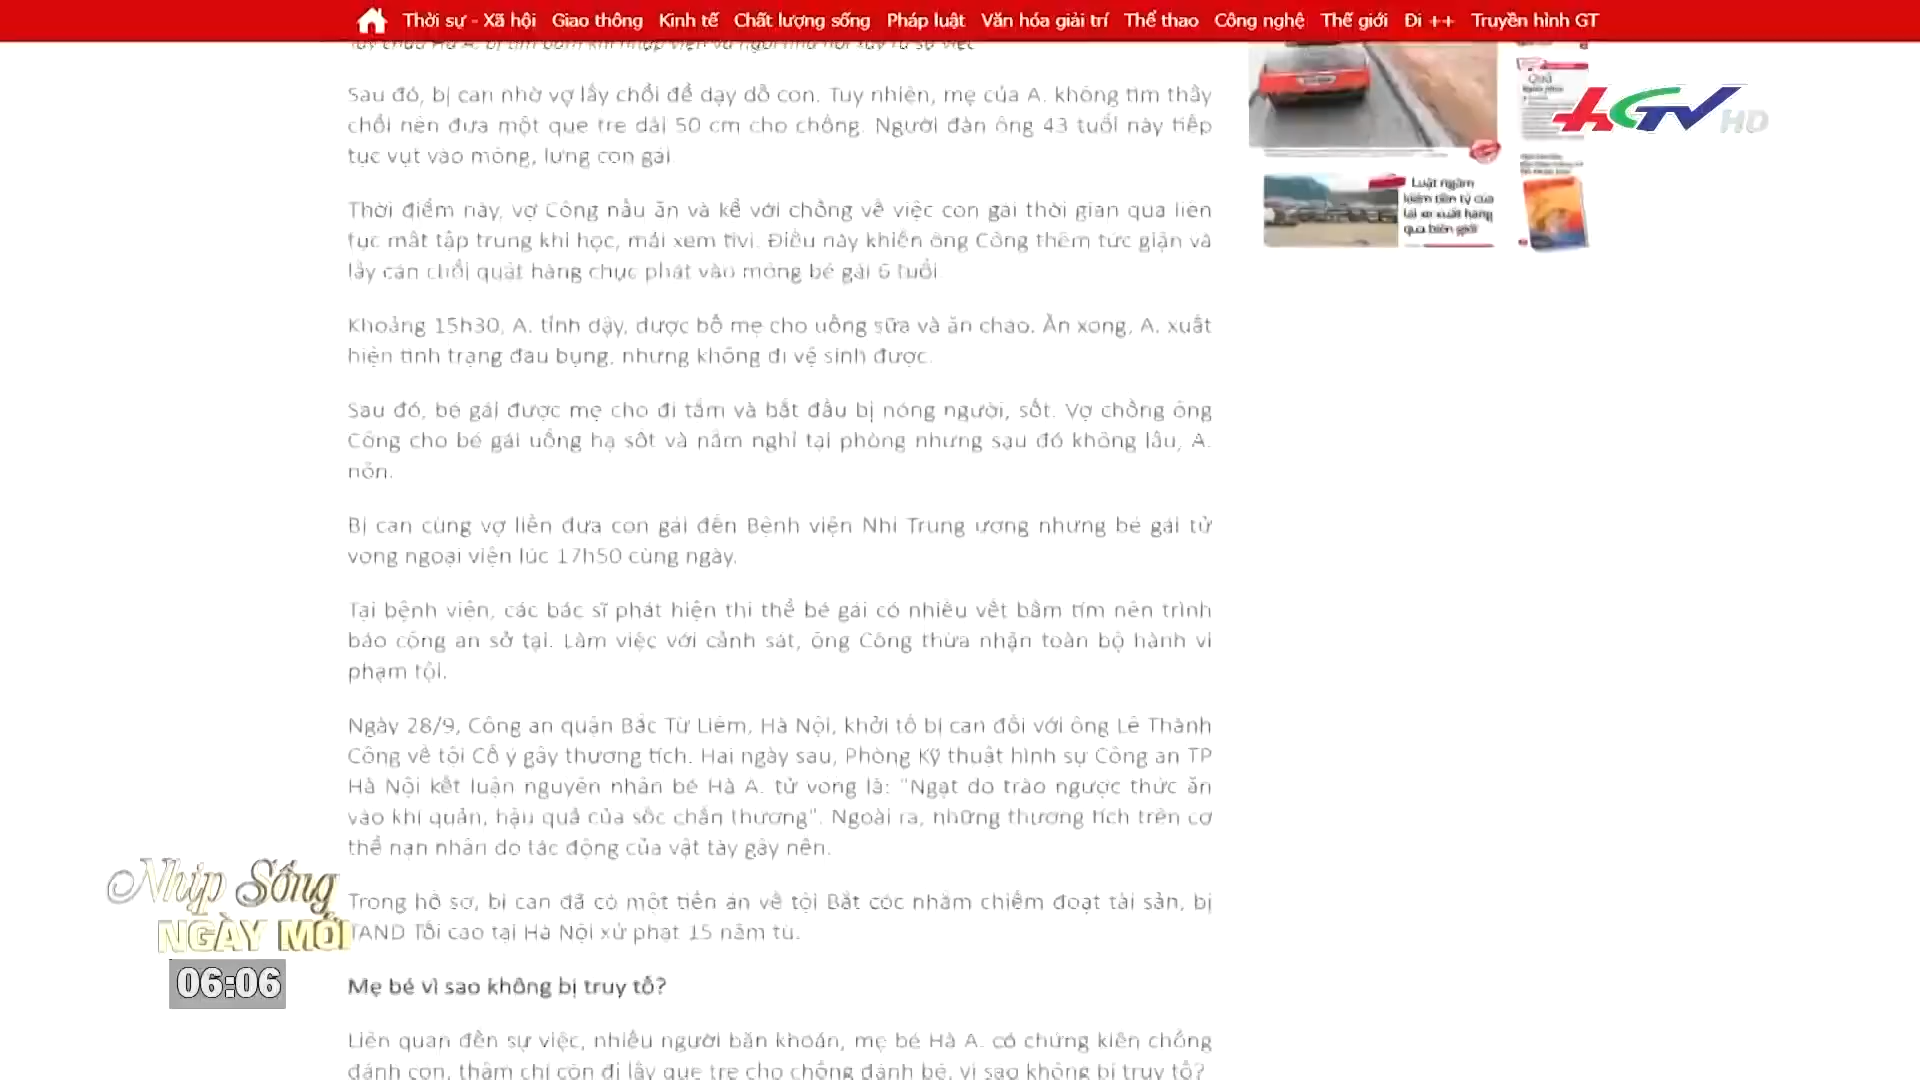 Thời sự - Xã hội Giao thông Kinh tế Chất lượng sống Pháp luật Văn hóa giải trí Thể thao Công nghệ Thế giới Đi ++ Truyền hình GT
Sau đó, bị can nhờ vợ lấy chổi để dạy dỗ con. Tuy nhiên, mẹ của A. không tìm thấy
chổi nên đưa một que tre dài 50 cm cho chồng. Người đàn ông 43 tuổi này tiếp
tục vụt vào mông, lưng con gái.
Thời điểm này, vợ Công nấu ăn và kể với chồng về việc con gái thời gian qua liên
tục mất tập trung khi học, mải xem tivi. Điều này khiến ông Công thêm tức giận và
lấy cán chổi quật hàng chục phát vào mông bé gái 6 tuổi.
Khoảng 15h30, A. tỉnh dậy, được bố mẹ cho uống sữa và ăn cháo. Ăn xong, A. xuất
hiện tình trạng đau bụng, nhưng không đi vệ sinh được.
Sau đó, bé gái được mẹ cho đi tắm và bắt đầu bị nóng người, sốt. Vợ chồng ông
Công cho bé gái uống hạ sốt và nằm nghỉ tại phòng nhưng sau đó không lâu, A.
nôn.
Bị can cùng vợ liền đưa con gái đến Bệnh viện Nhi Trung ương nhưng bé gái tử
vong ngoại viện lúc 17h50 cùng ngày.
Tại bệnh viện, các bác sĩ phát hiện thi thể bé gái có nhiều vết bầm tím nên trình
báo công an sở tại. Làm việc với cảnh sát, ông Công thừa nhận toàn bộ hành vi
phạm tội.
Ngày 28/9, Công an quận Bắc Từ Liêm, Hà Nội, khởi tố bị can đối với ông Lê Thành
Công về tội Cố ý gây thương tích. Hai ngày sau, Phòng Kỹ thuật hình sự Công an TP
Hà Nội kết luận nguyên nhân bé Hà A. tử vong là: "Ngạt do trào ngược thức ăn
vào khí quản, hậu quả của sốc chấn thương". Ngoài ra, những thương tích trên cơ
thể nạn nhân do tác động của vật tày gây nên.
Trong hồ sơ, bị can đã có một tiền án về tội Bắt cóc nhằm chiếm đoạt tài sản, bị
TAND Tối cao tại Hà Nội xử phạt 15 năm tù.
Mẹ bé vì sao không bị truy tố?
Liên quan đến sự việc, nhiều người băn khoăn, mẹ bé Hà A. có chứng kiến chồng
đánh con, thậm chí còn đi lấy que tre cho chồng đánh bé, vì sao không bị truy tố?
Luật ngầm
kiếm tiền tỷ của
lái xe xuất hàng
qua biên giới
HGTV HD
Nhịp Sống
NGÀY MỚI
06:06